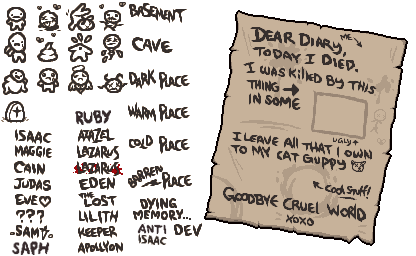 BASEMENT
CAVE
DARK PLACE
WARM PLACE
COLD PLACE
BARREN PLACE
DYING MEMORY...
ANTI DEV
ISAAC
ISAAC
MAGGIE
CAIN
JUDAS
EVE
???
SAM
SAPH
RUBY
AZAZEL
LAZARUS
LAZARUS
EDEN
THE LOST
LILITH
KEEPER
APOLLYON
DEAR DIARY,
ME
TODAY I DIED.
I WAS KILLED BY THIS
THING
IN SOME
UGLY
I LEAVE ALL THAT I OWN
TO MY CAT GUPPY
COOL STUFF!
GOODBYE CRUEL WORLD
XOXO